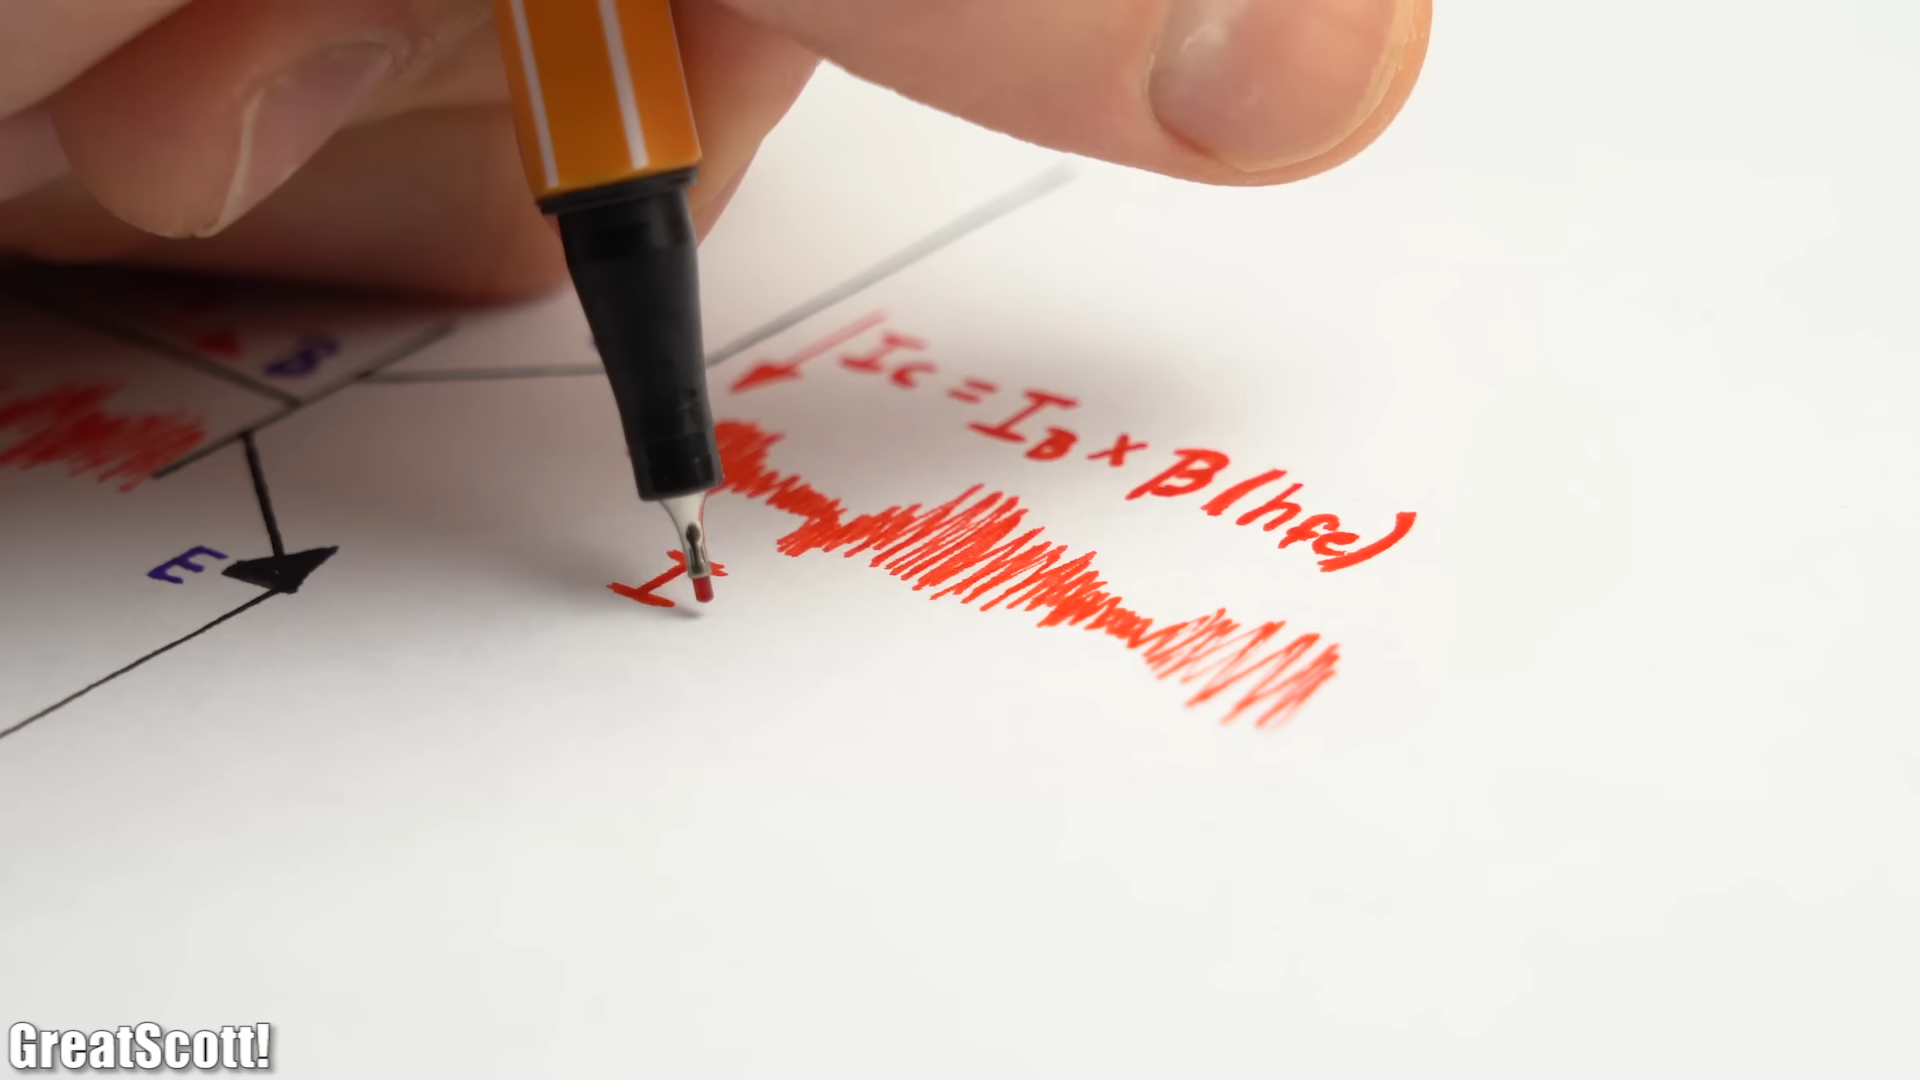 B
Ic = IB × B(hfe)
E
I
GreatScott!